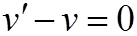 v′ − v = 0